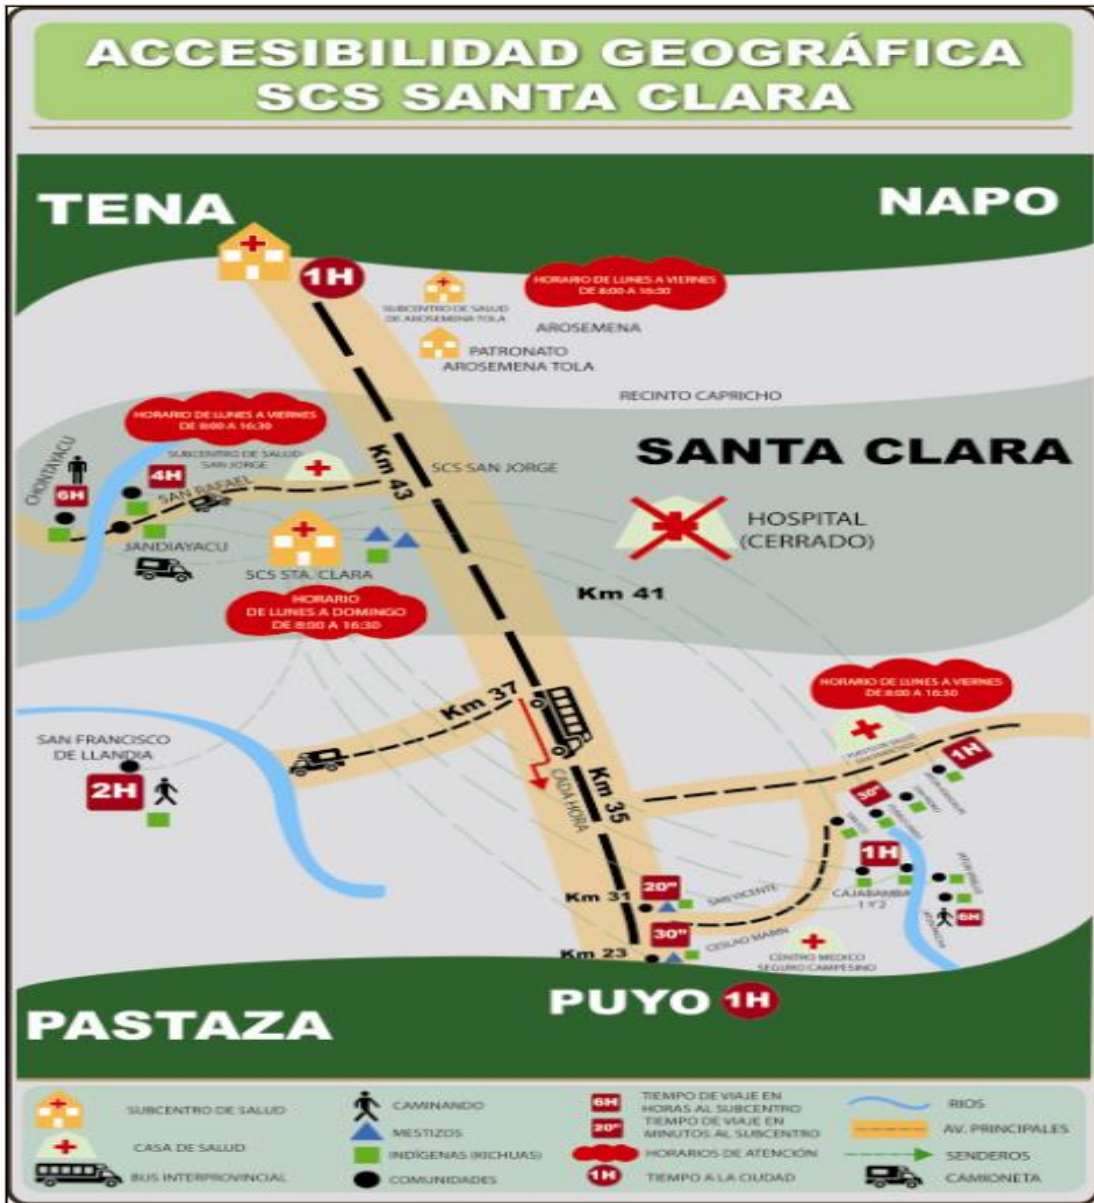 ACCESIBILIDAD GEOGRÁFICA
SCS SANTA CLARA
TENA
NAPO
1H
HORARIO DE LUNES A VIERNES
DE 8:00 A 16:30
SUBCENTRO DE SALUD
DE AROSEMENA TOLA
AROSEMENA
PATRONATO
AROSEMENA TOLA
RECINTO CAPRICHO
HORARIO DE LUNES A VIERNES
DE 8:00 A 16:30
SANTA CLARA
SUBCENTRO DE SALUD
SAN JORGE
CHONTAYACU
6H
4H
SAN RAFAEL
Km 43
SCS SAN JORGE
HOSPITAL
(CERRADO)
JANDIAYACU
SCS STA. CLARA
Km 41
HORARIO
DE LUNES A DOMINGO
DE 8:00 A 16:30
Km 37
HORARIO DE LUNES A VIERNES
DE 8:00 A 16:30
SAN FRANCISCO
DE LLANDIA
2H
CADA HORA
Km 35
1H
30"
1H
CAJABAMBA
1 Y 2
Km 31
20"
SAN VICENTE
6H
30"
Km 23
CESLAO MARIN
CENTRO MEDICO
SEGURO CAMPESINO
PUYO 1H
PASTAZA
SUBCENTRO DE SALUD
CAMINANDO
6H
TIEMPO DE VIAJE EN
HORAS AL SUBCENTRO
RIOS
CASA DE SALUD
MESTIZOS
20"
TIEMPO DE VIAJE EN
MINUTOS AL SUBCENTRO
AV. PRINCIPALES
INDÍGENAS (KICHUAS)
HORARIOS DE ATENCIÓN
SENDEROS
BUS INTERPROVINCIAL
COMUNIDADES
1H
TIEMPO A LA CIUDAD
CAMIONETA